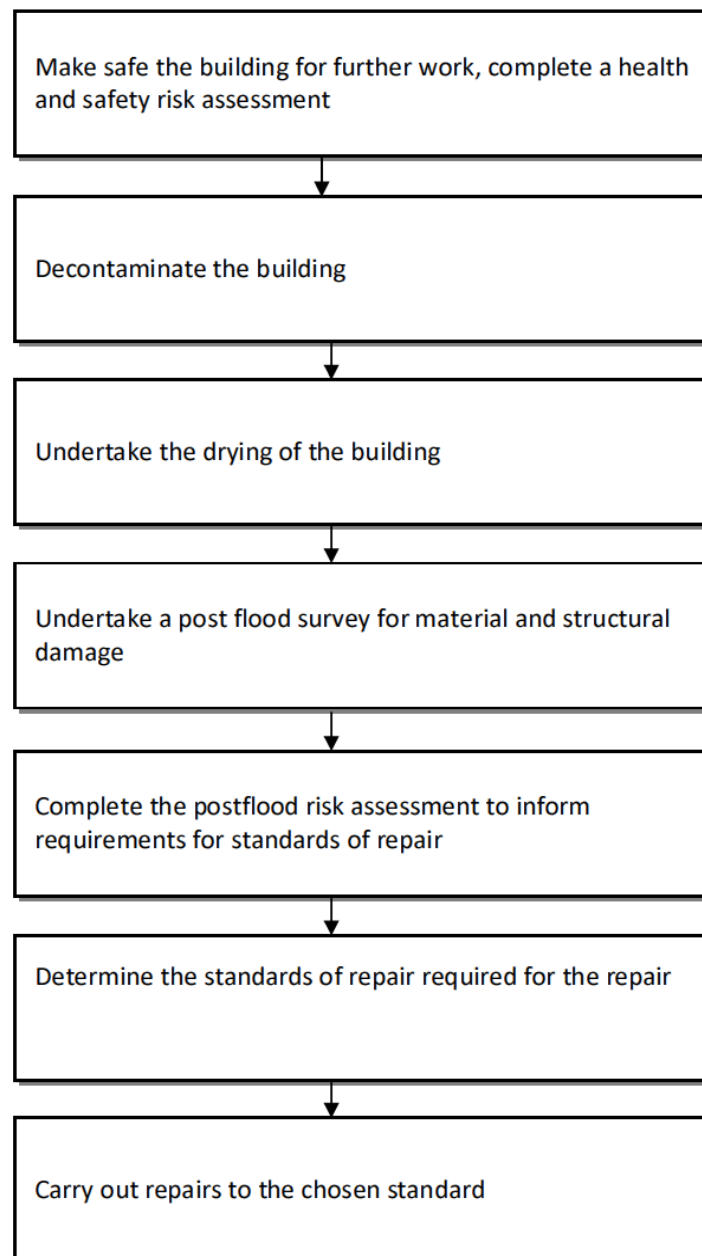 Make safe the building for further work, complete a health
and safety risk assessment
Decontaminate the building
Undertake the drying of the building
Undertake a post flood survey for material and structural
damage
Complete the postflood risk assessment to inform
requirements for standards of repair
Determine the standards of repair required for the repair
Carry out repairs to the chosen standard